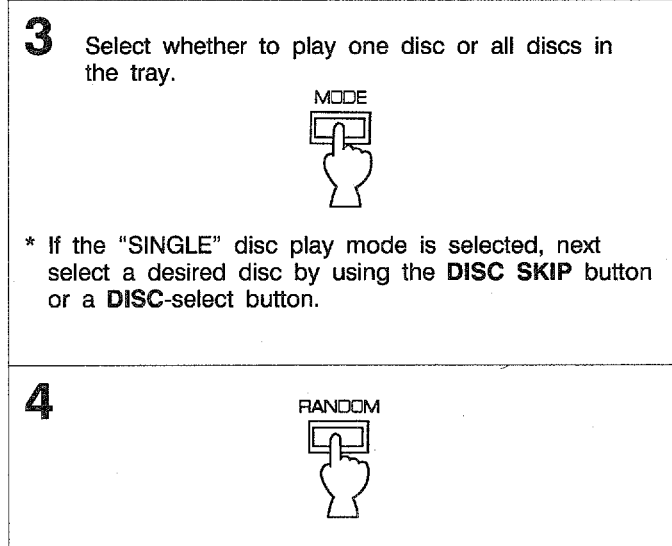 3 Select whether to play one disc or all discs in
the tray.
MODE
* If the "SINGLE" disc play mode is selected, next
select a desired disc by using the DISC SKIP button
or a DISC-select button.
4
RANDOM